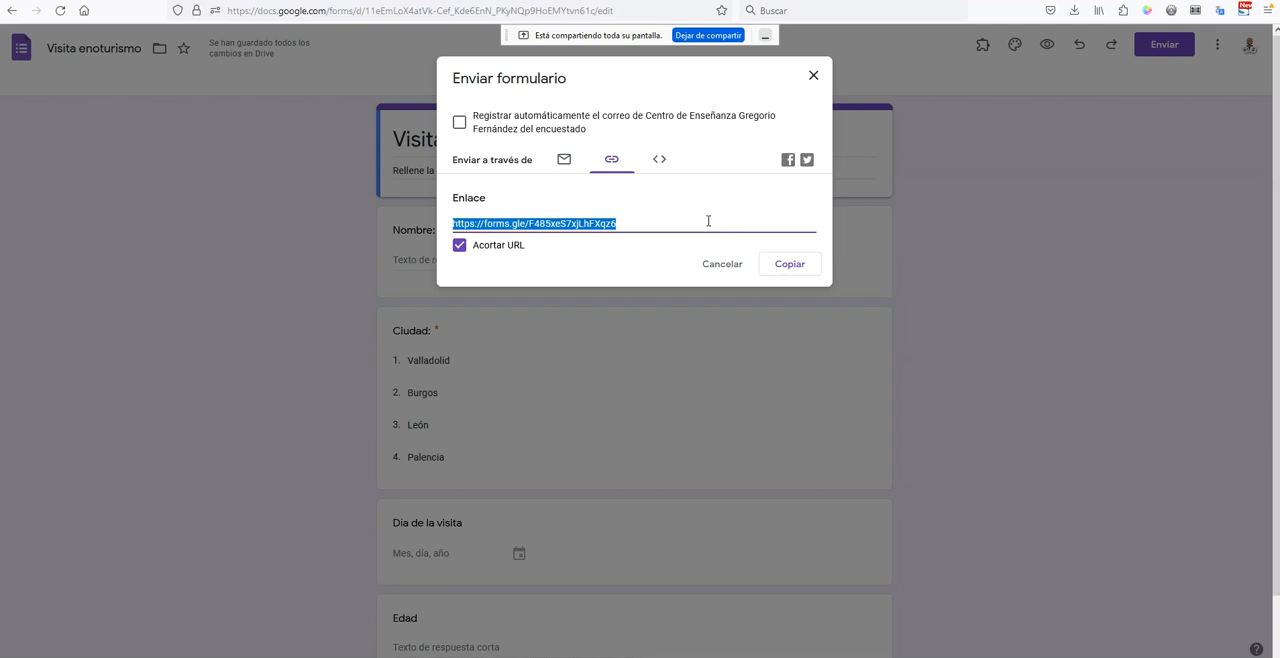 https://docs.google.com/forms/d/11eEmLoX4atVk-Cef_Kde6EnN_PKyNQp9HoEMYtvn61c/edit
Buscar
New
Está compartiendo toda su pantalla.
Dejar de compartir
Visita enoturismo
Se han guardado todos los
cambios en Drive
Enviar
Enviar formulario
Registrar automáticamente el correo de Centro de Enseñanza Gregorio
Fernández del encuestado
Enviar a través de
Enlace
https://forms.gle/F485xeS7xjLhFXqz6
Acortar URL
Cancelar
Copiar
Visita
Rellene la
Nombre:
Texto de r
Ciudad: *
1. Valladolid
2. Burgos
3. León
4. Palencia
Dia de la visita
Mes, día, año
Edad
Texto de respuesta corta